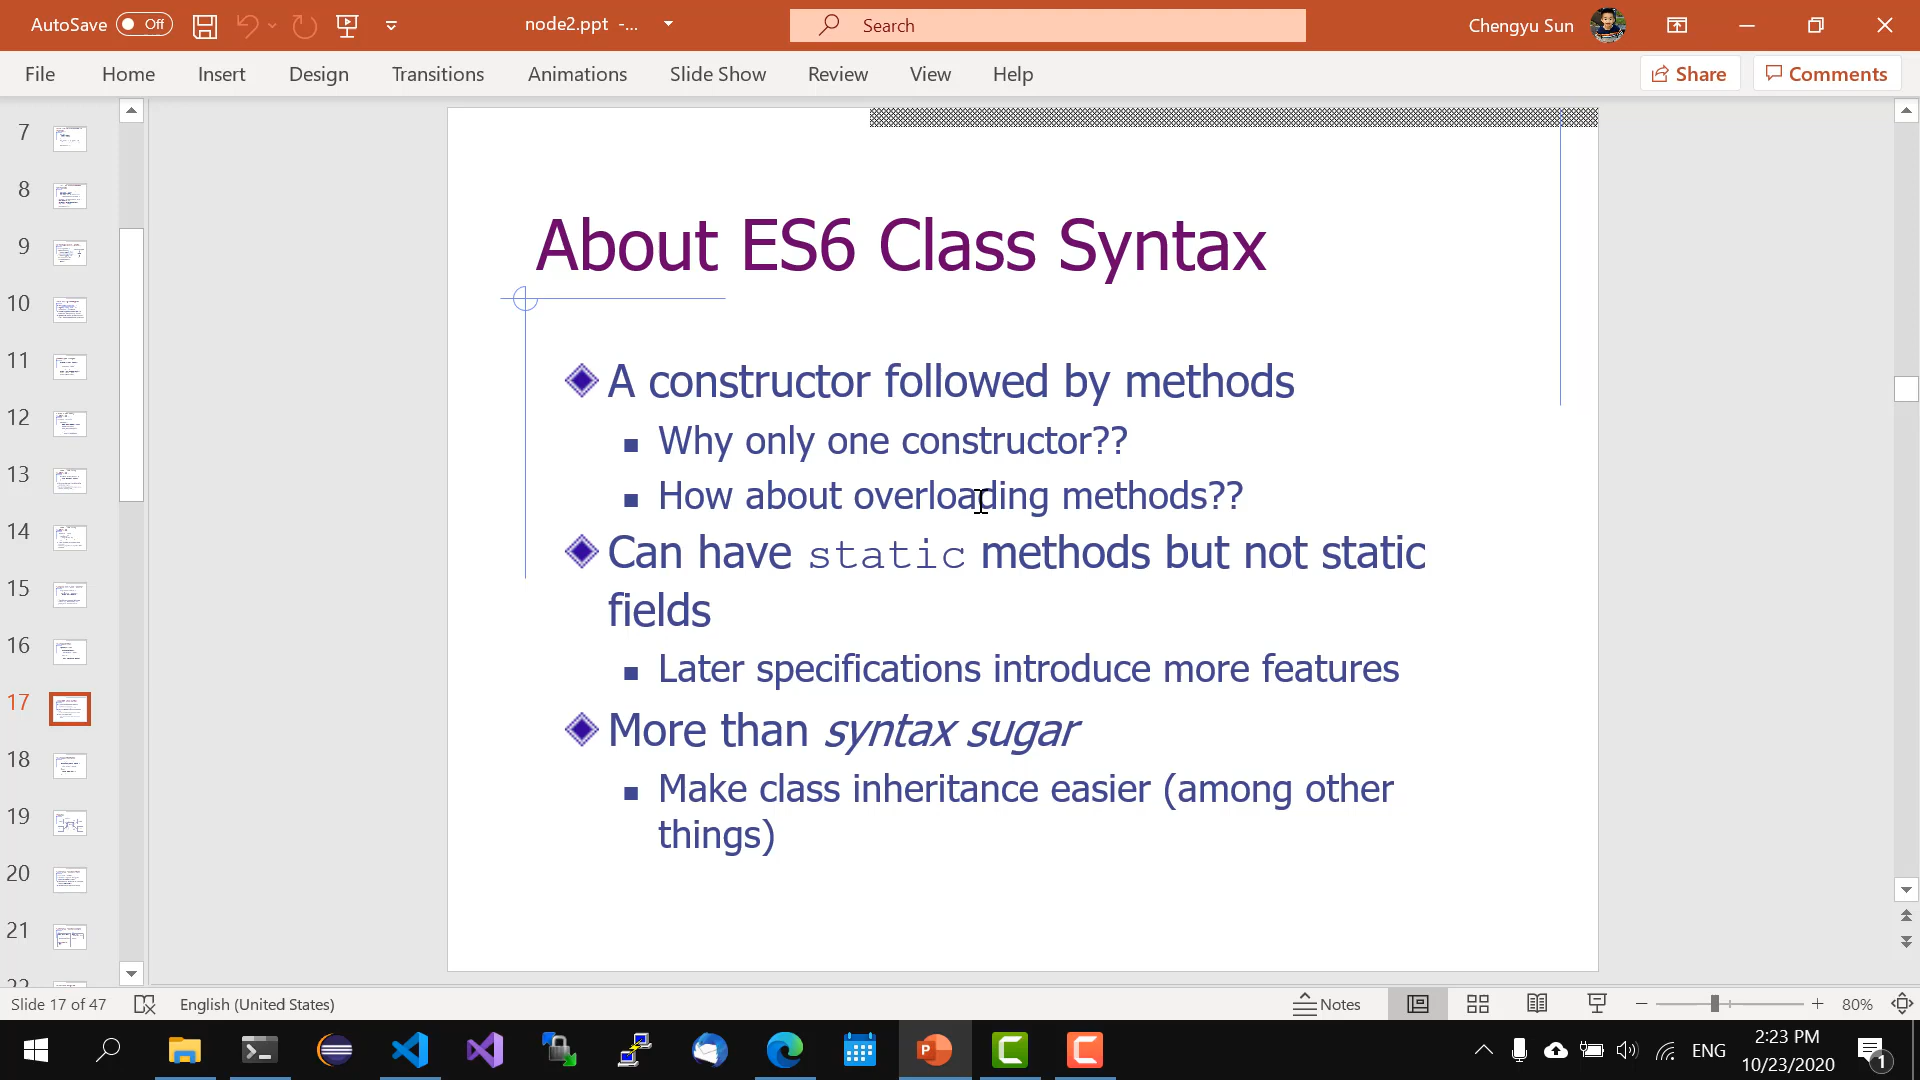 AutoSave Off node2.ppt -... Search Chengyu Sun
File Home Insert Design Transitions Animations Slide Show Review View Help Share Comments
7
8
9
10
11
12
13
14
15
16
17
18
19
20
21
About ES6 Class Syntax
A constructor followed by methods
Why only one constructor??
How about overloading methods??
Can have static methods but not static
fields
Later specifications introduce more features
More than syntax sugar
Make class inheritance easier (among other
things)
Slide 17 of 47 English (United States) Notes 80%
ENG
2:23 PM
10/23/2020
1